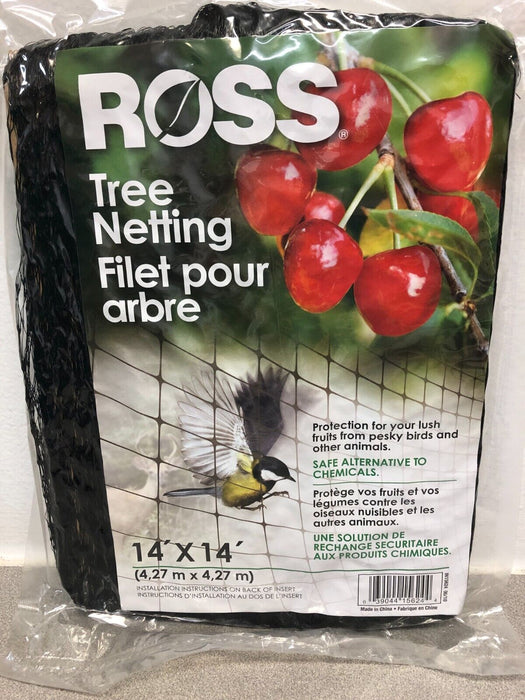 ROSS®
Tree
Netting
Filet pour
arbre
Protection for your lush
fruits from pesky birds and
other animals.
SAFE ALTERNATIVE TO
CHEMICALS.
Protège vos fruits et vos
légumes contre les
oiseaux nuisibles et les
autres animaux.
UNE SOLUTION DE
RECHANGE SECURITAIRE
AUX PRODUITS CHIMIQUES.
14´X 14´
(4,27 m x 4,27 m)
INSTALLATION INSTRUCTIONS ON BACK OF INSERT
INSTRUCTIONS D'INSTALLATION AU DOS DE L'INSERT
Made in China • Fabriqué en Chine